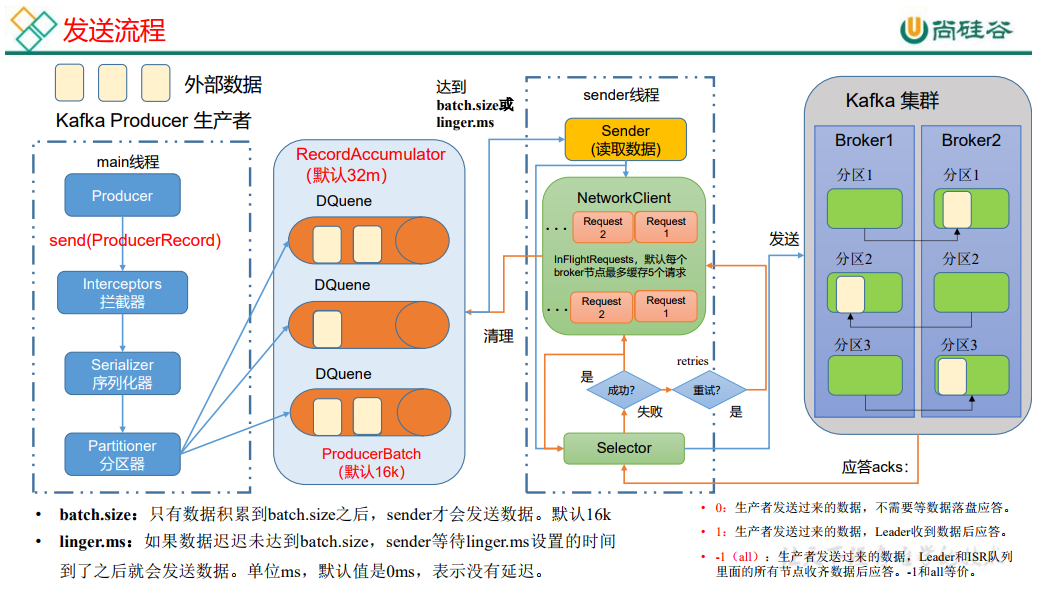 发送流程
尚硅谷
外部数据
Kafka Producer 生产者
main线程
Producer
send(ProducerRecord)
Interceptors
拦截器
Serializer
序列化器
Partitioner
分区器
RecordAccumulator
(默认32m)
DQuene
DQuene
DQuene
ProducerBatch
(默认16k)
达到
batch.size或
linger.ms
清理
sender线程
Sender
(读取数据)
NetworkClient
... Request 2 Request 1
InFlightRequests，默认每个
broker节点最多缓存5个请求
... Request 2 Request 1
是
成功?
失败
retries
重试?
是
Selector
发送
Kafka 集群
Broker1
Broker2
分区1
分区1
分区2
分区2
分区3
分区3
应答acks:
• batch.size：只有数据积累到batch.size之后，sender才会发送数据。默认16k
• linger.ms：如果数据迟迟未达到batch.size，sender等待linger.ms设置的时间
到了之后就会发送数据。单位ms，默认值是0ms，表示没有延迟。
• 0：生产者发送过来的数据，不需要等数据落盘应答。
• 1：生产者发送过来的数据，Leader收到数据后应答。
• -1（all）：生产者发送过来的数据，Leader和ISR队列
里面的所有节点收齐数据后应答。-1和all等价。